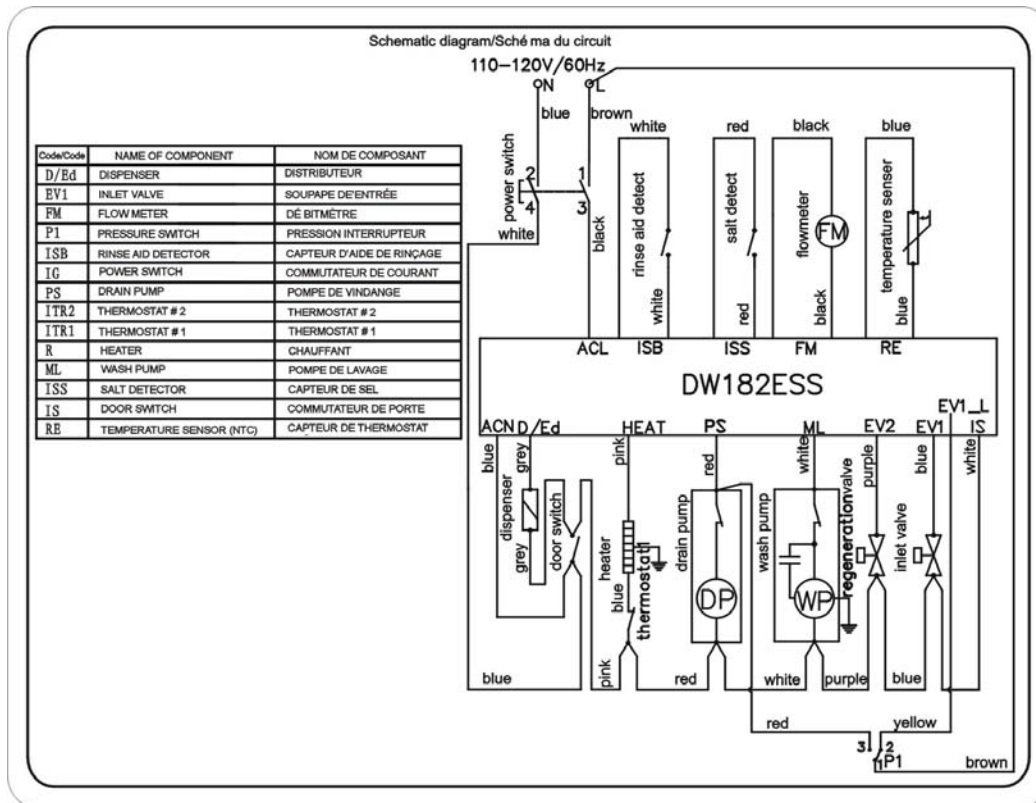 Schematic diagram/Sché ma du circuit
110-120V/60Hz
N
L
blue
brown
white
red
black
blue
power switch
2
1
4
3
white
black
rinse aid detect
white
salt detect
red
flowmeter
FM
black
temperature senser
blue
Code/Code NAME OF COMPONENT NOM DE COMPOSANT
D/Ed DISPENSER DISTRIBUTEUR
EV1 INLET VALVE SOUPAPE DE'ENTRÉE
FM FLOW METER DÉ BITMÈTRE
P1 PRESSURE SWITCH PRESSION INTERRUPTEUR
ISB RINSE AID DETECTOR CAPTEUR D'AIDE DE RINÇAGE
IG POWER SWITCH COMMUTATEUR DE COURANT
PS DRAIN PUMP POMPE DE VINDANGE
ITR2 THERMOSTAT # 2 THERMOSTAT # 2
ITR1 THERMOSTAT # 1 THERMOSTAT # 1
R HEATER CHAUFFANT
ML WASH PUMP POMPE DE LAVAGE
ISS SALT DETECTOR CAPTEUR DE SEL
IS DOOR SWITCH COMMUTATEUR DE PORTE
RE TEMPERATURE SENSOR (NTC) CAPTEUR DE THERMOSTAT
ACL ISB ISS FM RE
DW182ESS
EV1_L
ACN D/Ed HEAT PS ML EV2 EV1 IS
blue
grey
pink
red
white
purple
blue
white
dispenser
grey
door switch
heater
blue
thermostat1
drain pump
DP
wash pump
WP
regenerationvalve
inlet valve
blue
pink
red
white
purple
blue
red
yellow
3 2
1 P1
brown